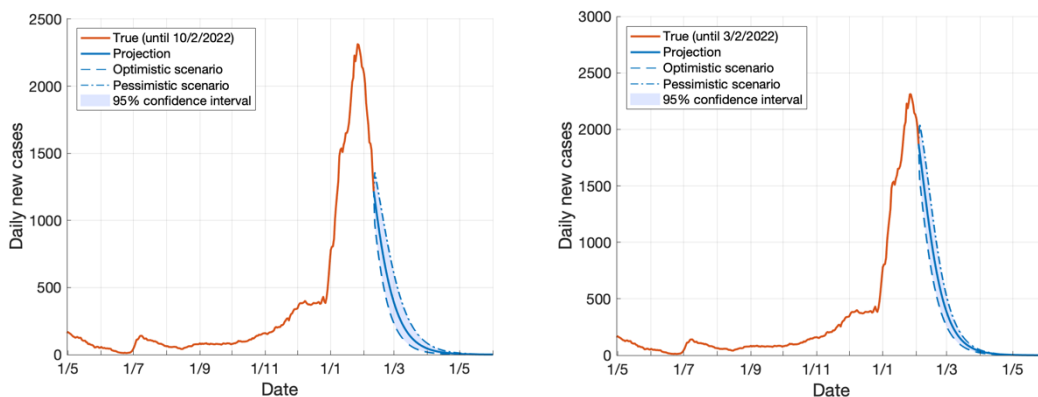 2500
2000
1500
1000
500
0
Daily new cases
True (until 10/2/2022)
Projection
Optimistic scenario
Pessimistic scenario
95% confidence interval
1/5
1/7
1/9
1/11
1/1
1/3
1/5
Date
3000
2500
2000
1500
1000
500
0
Daily new cases
True (until 3/2/2022)
Projection
Optimistic scenario
Pessimistic scenario
95% confidence interval
1/5
1/7
1/9
1/11
1/1
1/3
1/5
Date